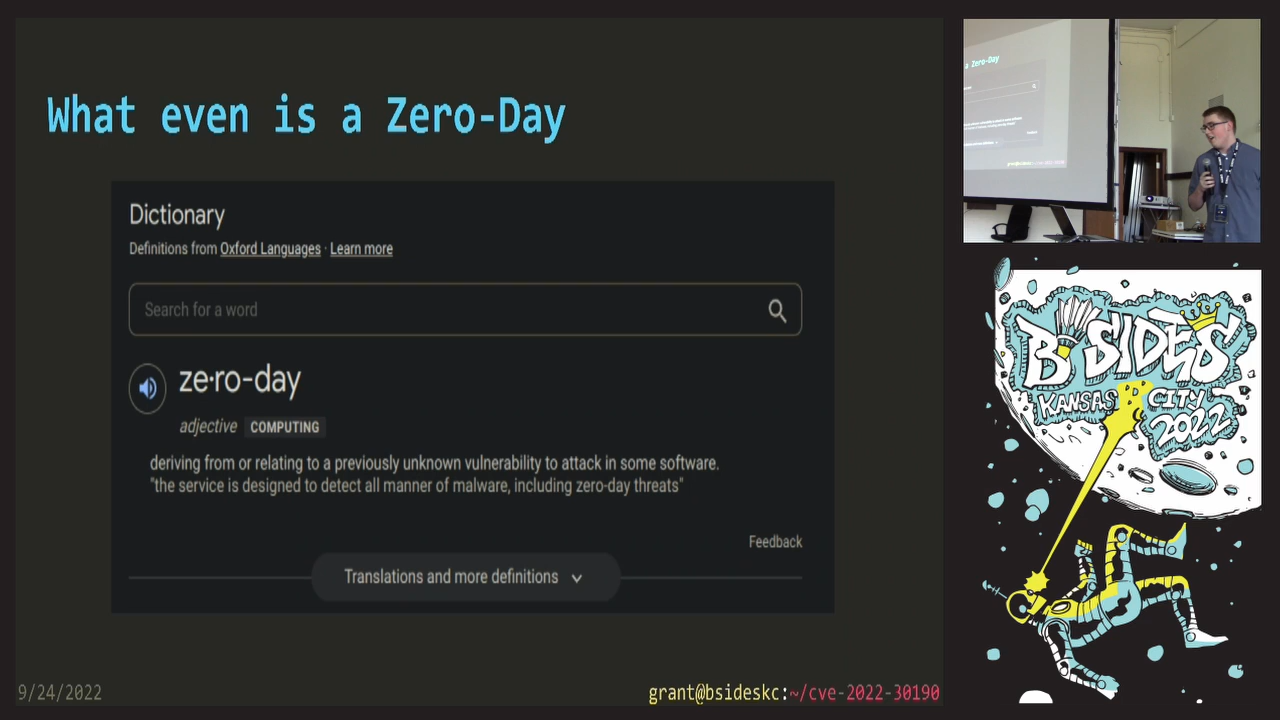 What even is a Zero-Day
Dictionary
Definitions from Oxford Languages · Learn more
Search for a word
ze·ro-day
adjective COMPUTING
deriving from or relating to a previously unknown vulnerability to attack in some software.
"the service is designed to detect all manner of malware, including zero-day threats"
Feedback
Translations and more definitions
9/24/2022
grant@bsideskc:~/cve-2022-30190
a Zero-Day
BSIDES
KANSAS CITY
2022